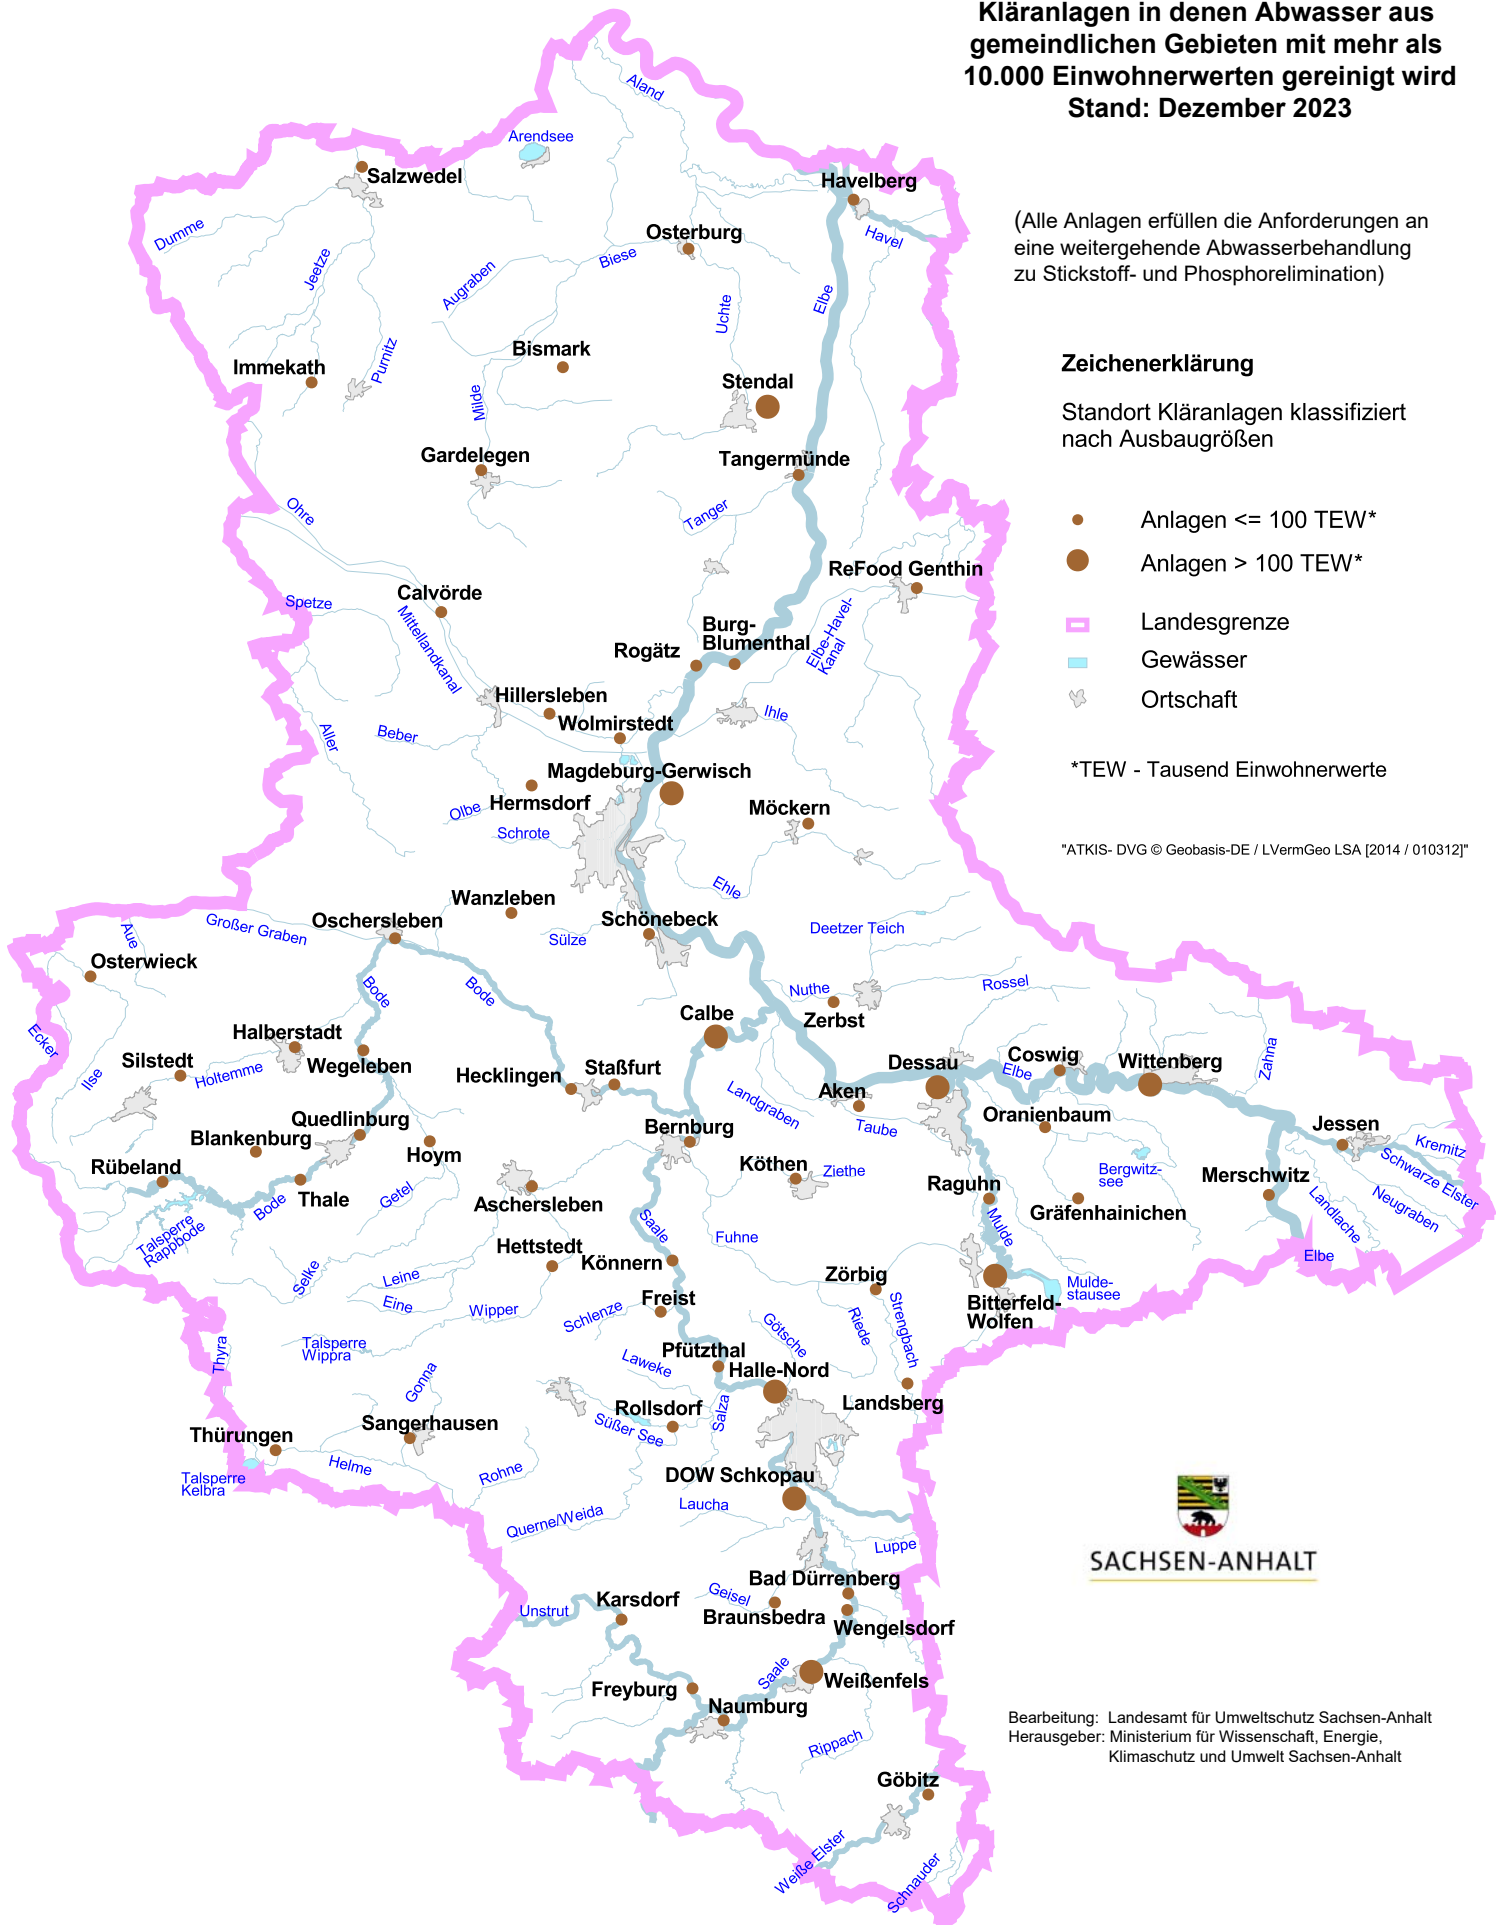 Kläranlagen in denen Abwasser aus
gemeindlichen Gebieten mit mehr als
10.000 Einwohnerwerten gereinigt wird
Stand: Dezember 2023
(Alle Anlagen erfüllen die Anforderungen an
eine weitergehende Abwasserbehandlung
zu Stickstoff- und Phosphorelimination)
Zeichenerklärung
Standort Kläranlagen klassifiziert
nach Ausbaugrößen
Anlagen <= 100 TEW*
Anlagen > 100 TEW*
Landesgrenze
Gewässer
Ortschaft
*TEW - Tausend Einwohnerwerte
"ATKIS- DVG © Geobasis-DE / LVermGeo LSA [2014 / 010312]"
Aland
Arendsee
Salzwedel
Havelberg
Dumme
Osterburg
Havel
Jeetze
Augraben
Biese
Elbe
Uchte
Purnitz
Bismark
Immekath
Stendal
Milde
Gardelegen
Tangermünde
Ohre
Tanger
ReFood Genthin
Calvörde
Spetze
Mittellandkanal
Burg-
Blumenthal
Elbe-Havel-
Kanal
Rogätz
Hillersleben
Ihle
Wolmirstedt
Aller
Beber
Magdeburg-Gerwisch
Hermsdorf
Möckern
Olbe
Schrote
Ehle
Wanzleben
Oschersleben
Schönebeck
Großer Graben
Aue
Deetzer Teich
Sülze
Osterwieck
Bode
Bode
Nuthe
Rossel
Calbe
Zerbst
Ecker
Halberstadt
Zahna
Silstedt
Wegeleben
Holtemme
Ilse
Hecklingen
Staßfurt
Dessau
Coswig
Elbe
Wittenberg
Aken
Landgraben
Taube
Oranienbaum
Quedlinburg
Blankenburg
Bernburg
Jessen
Kremitz
Hoym
Rübeland
Köthen
Ziethe
Bergwitz-
see
Merschwitz
Schwarze Elster
Raguhn
Thale
Bode
Getel
Aschersleben
Gräfenhainichen
Landlache
Neugraben
Talsperre
Rappbode
Saale
Mulde
Fuhne
Hettstedt
Könnern
Elbe
Selke
Leine
Zörbig
Mulde-
stausee
Eine
Wipper
Freist
Bitterfeld-
Wolfen
Schlenze
Götsche
Riede
Strengbach
Thyra
Talsperre
Wippra
Pfützthal
Laweke
Halle-Nord
Gonna
Landsberg
Rollsdorf
Salza
Süßer See
Sangerhausen
Thürungen
Helme
Talsperre
Kelbra
Rohne
DOW Schkopau
Laucha
Querne/Weida
Luppe
SACHSEN-ANHALT
Bad Dürrenberg
Geisel
Karsdorf
Unstrut
Braunsbedra
Wengelsdorf
Saale
Weißenfels
Freyburg
Naumburg
Rippach
Göbitz
Weiße Elster
Schnauder
Bearbeitung: Landesamt für Umweltschutz Sachsen-Anhalt
Herausgeber: Ministerium für Wissenschaft, Energie,
Klimaschutz und Umwelt Sachsen-Anhalt